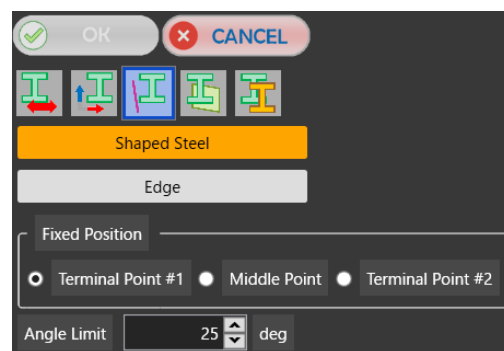 OK CANCEL
Shaped Steel
Edge
Fixed Position
Terminal Point #1 Middle Point Terminal Point #2
Angle Limit 25 deg